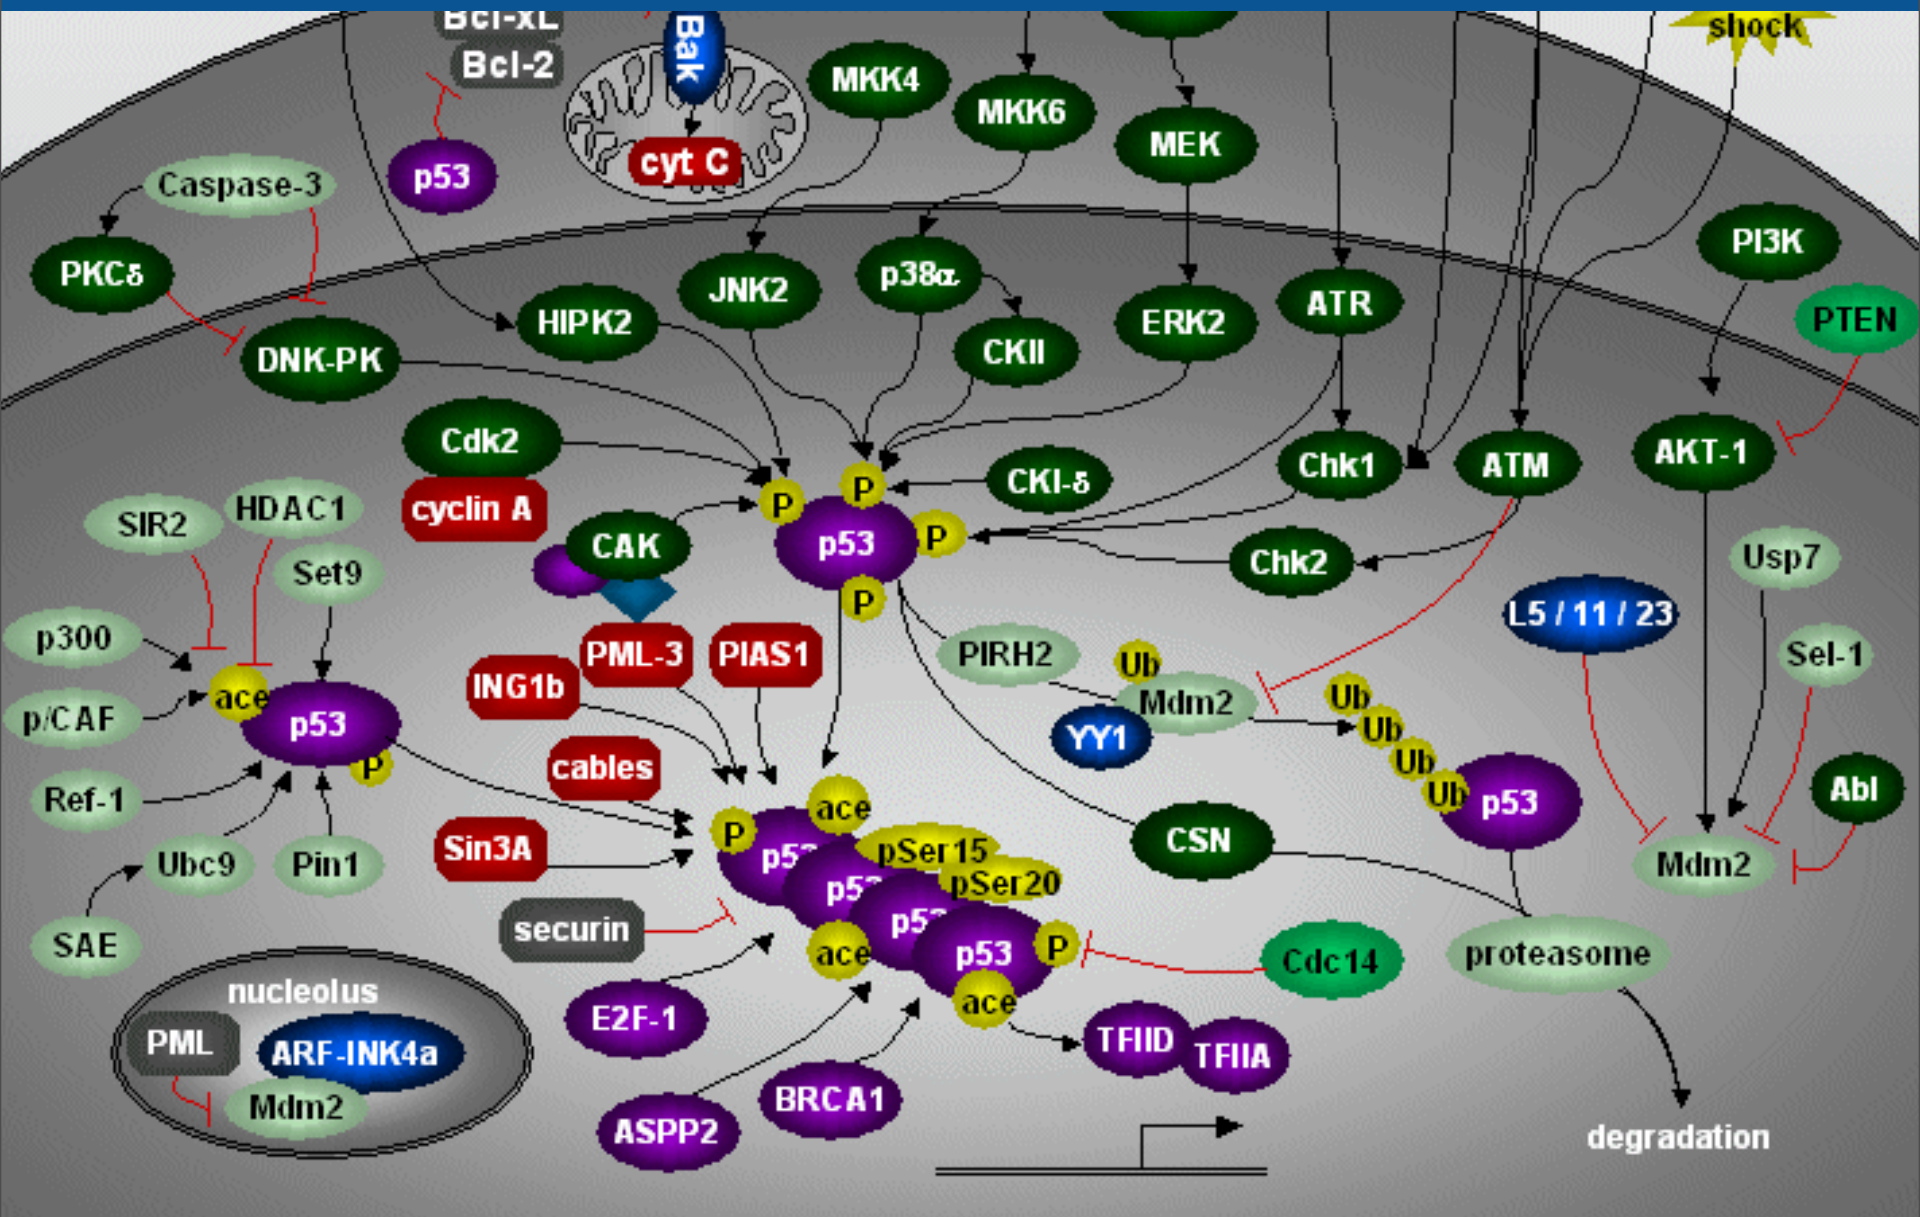 Bcl-xL
Bak
shock
Bcl-2
MKK4
MKK6
MEK
cyt C
p53
Caspase-3
PKCδ
PI3K
JNK2
p38α
HIPK2
ERK2
ATR
PTEN
DNK-PK
CKII
Cdk2
Chk1
ATM
AKT-1
CKI-δ
P
P
P
P
p53
cyclin A
HDAC1
SIR2
CAK
Set9
Chk2
Usp7
L5 / 11 / 23
p300
PML-3
PIAS1
PIRH2
Ub
Sel-1
ING1b
ace
p53
P
p/CAF
Mdm2
YY1
Ub
Ub
Ub
Ub
p53
cables
Ref-1
ace
P
Abl
CSN
Sin3A
p53
pSer15
Ubc9
Pin1
Mdm2
p53
pSer20
securin
p53
SAE
ace
p53
P
Cdc14
proteasome
nucleolus
ace
E2F-1
PML
ARF-INK4a
TFIID
TFIIA
Mdm2
BRCA1
ASPP2
degradation